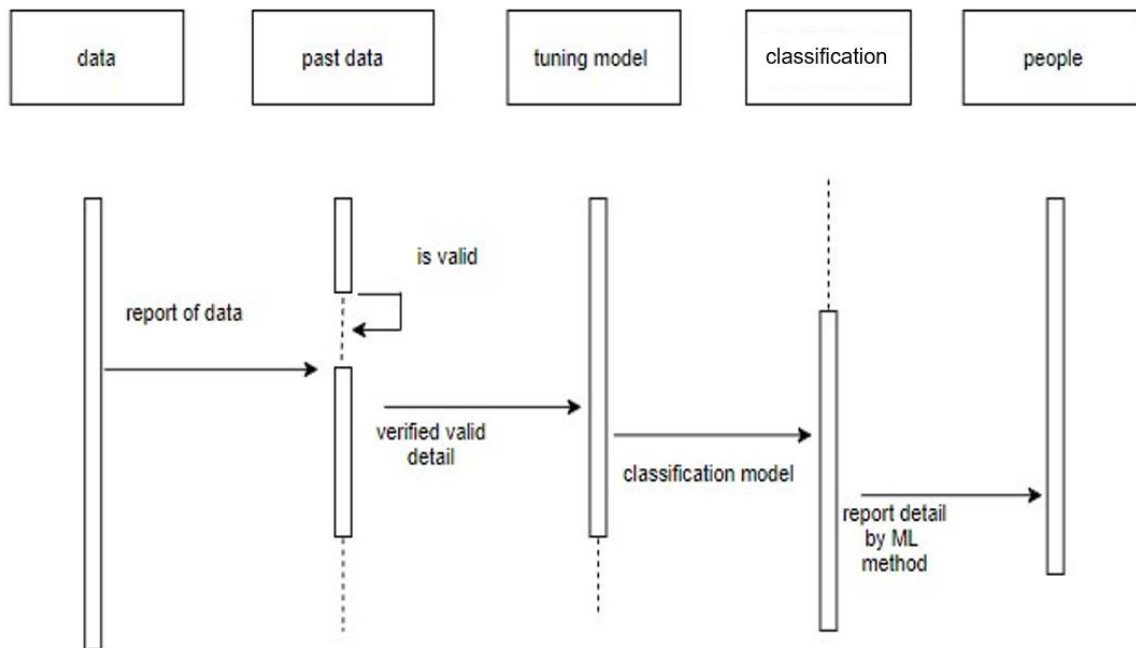 data
past data
tuning model
classification
people
is valid
report of data
verified valid
detail
classification model
report detail
by ML
method